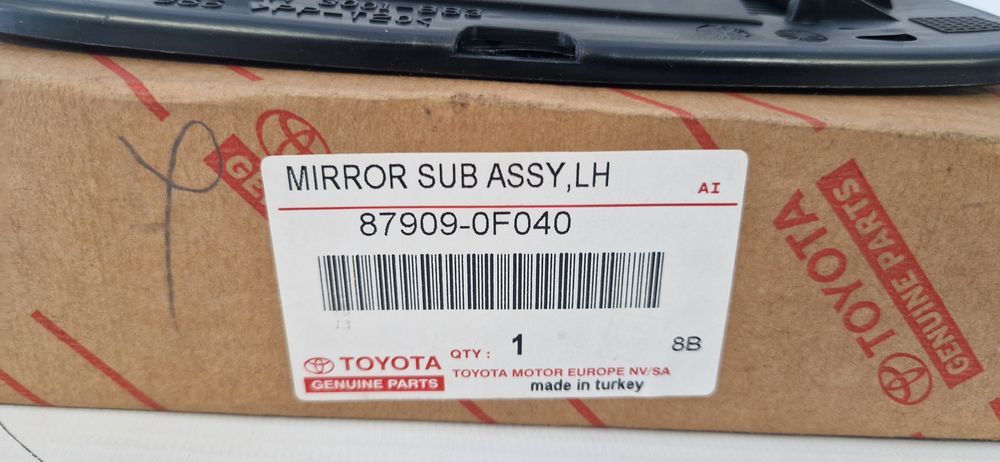 MIRROR SUB ASSY,LH
AI
87909-0F040
QTY : 1
8B
TOYOTA
GENUINE PARTS
TOYOTA MOTOR EUROPE NV/SA
made in turkey
TOYOTA
GENUINE PARTS